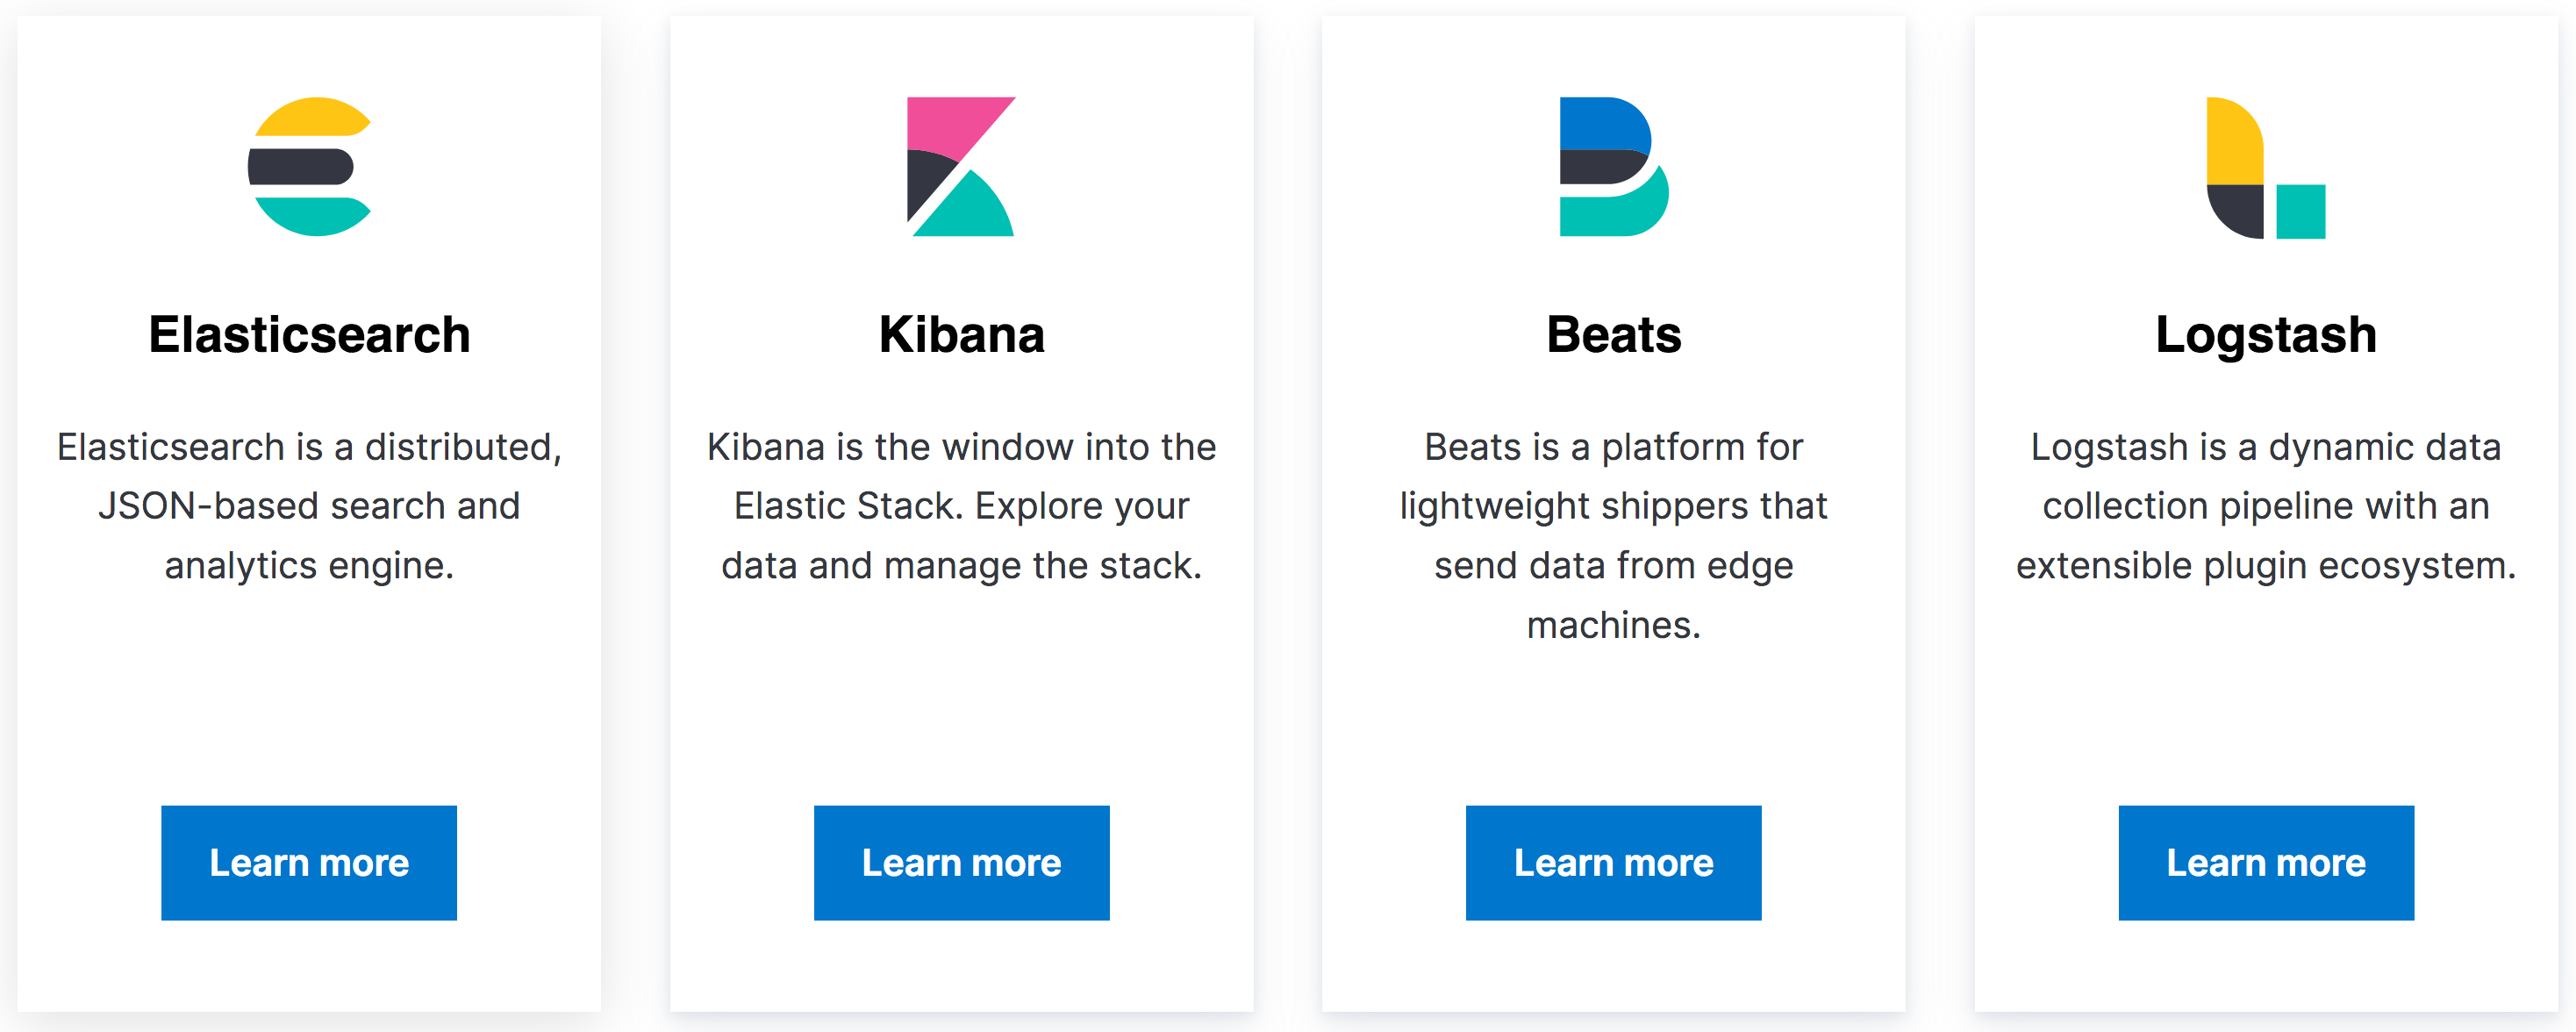 Elasticsearch
Elasticsearch is a distributed,
JSON-based search and
analytics engine.
Learn more
Kibana
Kibana is the window into the
Elastic Stack. Explore your
data and manage the stack.
Learn more
Beats
Beats is a platform for
lightweight shippers that
send data from edge
machines.
Learn more
Logstash
Logstash is a dynamic data
collection pipeline with an
extensible plugin ecosystem.
Learn more